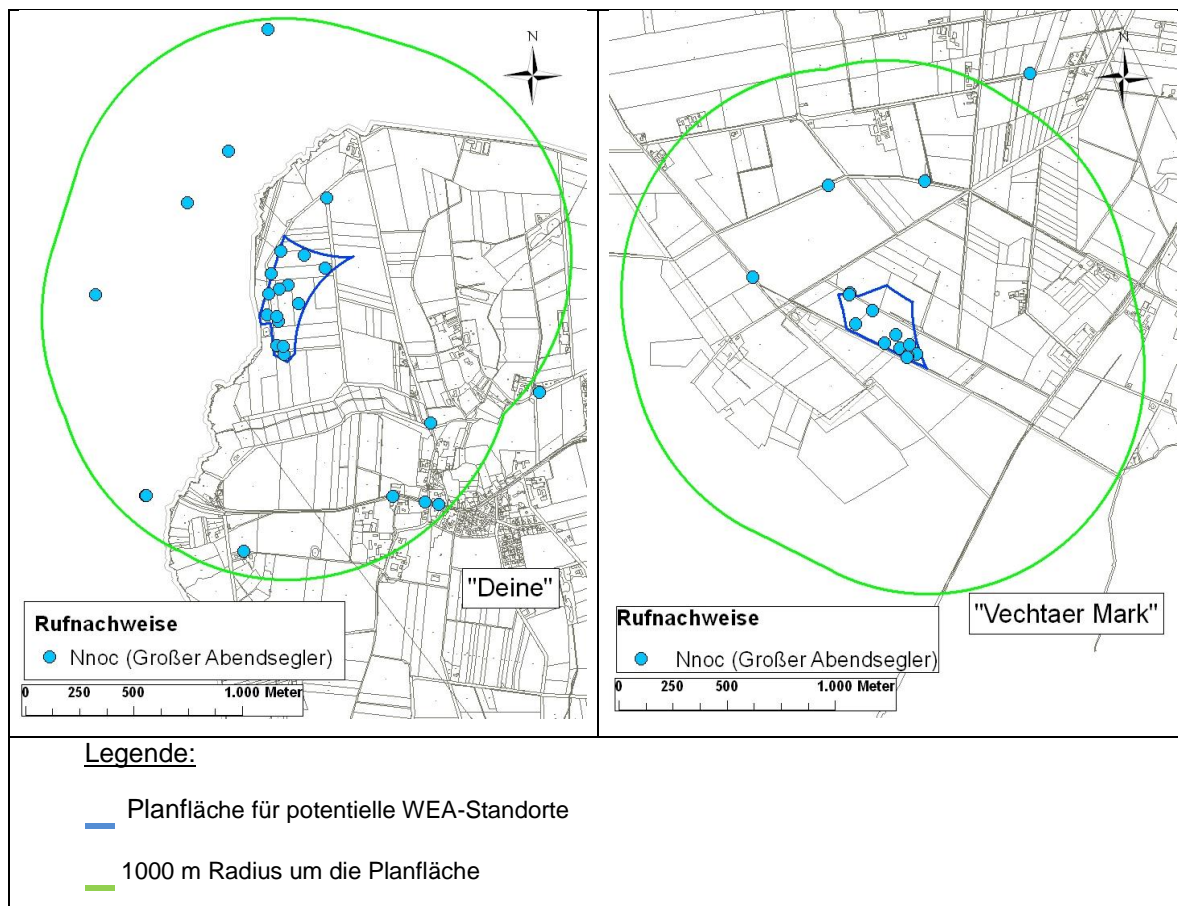 N
"Deine"
Rufnachweise
Nnoc (Großer Abendsegler)
0 250 500 1.000 Meter
N
"Vechtaer Mark"
Rufnachweise
Nnoc (Großer Abendsegler)
0 250 500 1.000 Meter
Legende:
Planfläche für potentielle WEA-Standorte
1000 m Radius um die Planfläche